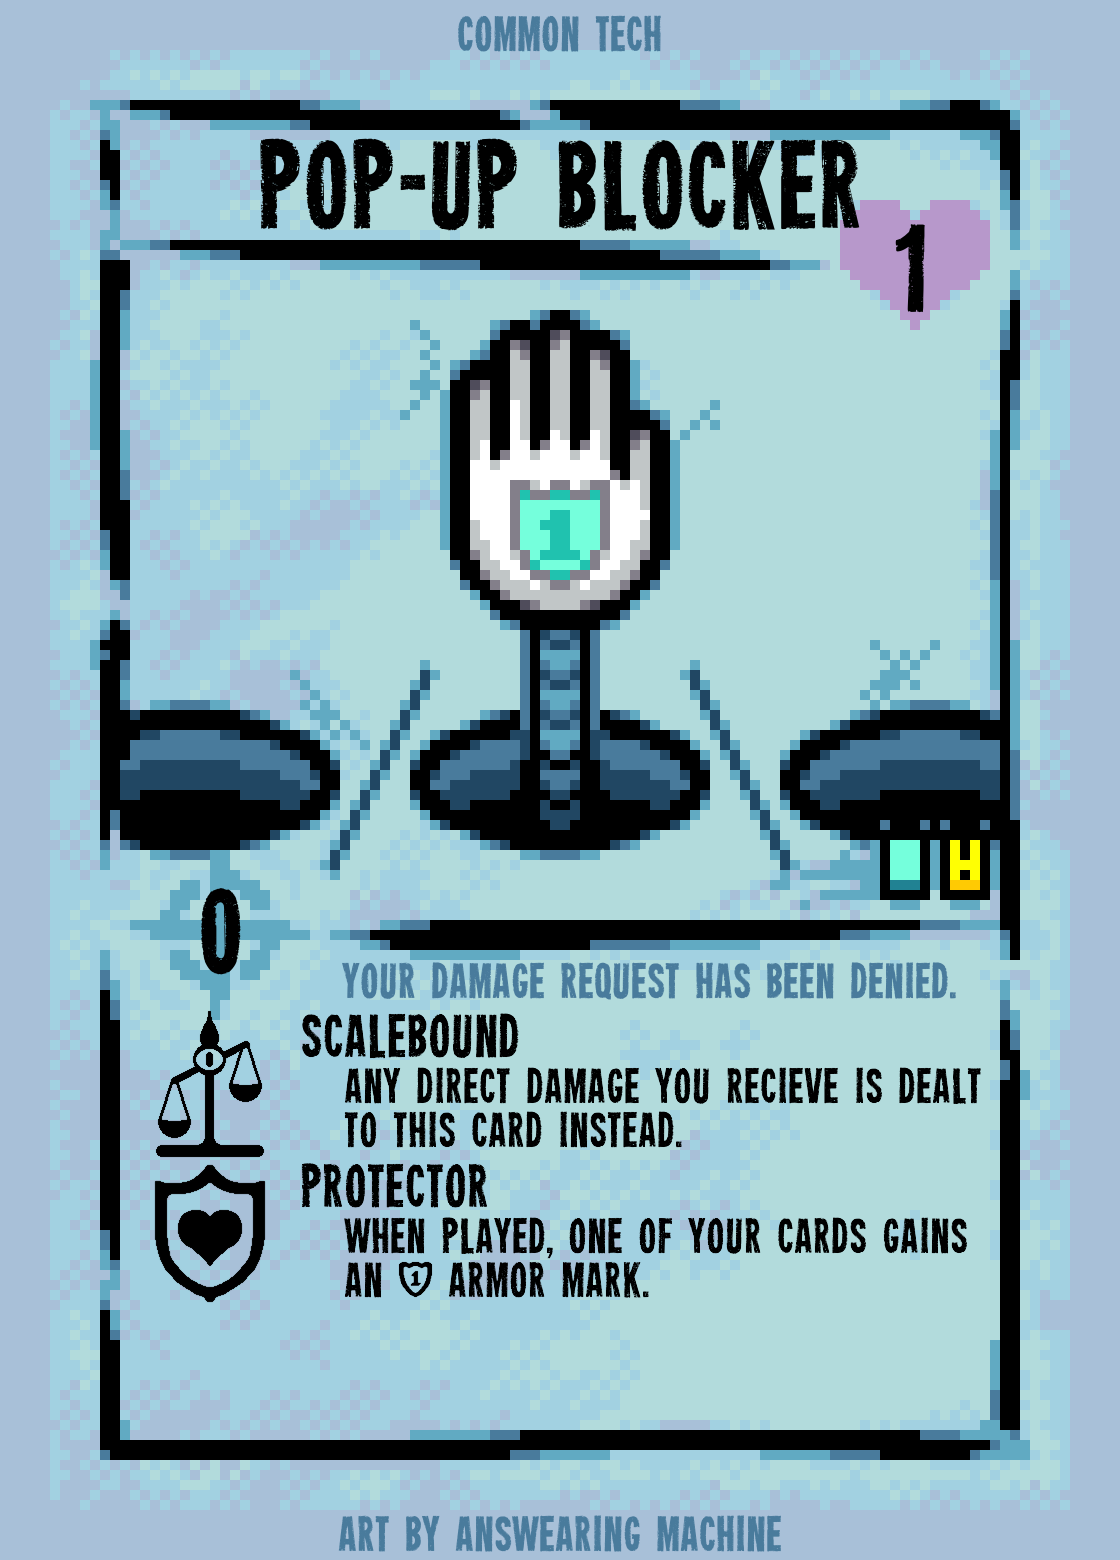 COMMON TECH
POP-UP BLOCKER
1
1
0
YOUR DAMAGE REQUEST HAS BEEN DENIED.
SCALEBOUND
0
ANY DIRECT DAMAGE YOU RECIEVE IS DEALT
TO THIS CARD INSTEAD.
PROTECTOR
WHEN PLAYED, ONE OF YOUR CARDS GAINS
AN 1 ARMOR MARK.
ART BY ANSWEARING MACHINE